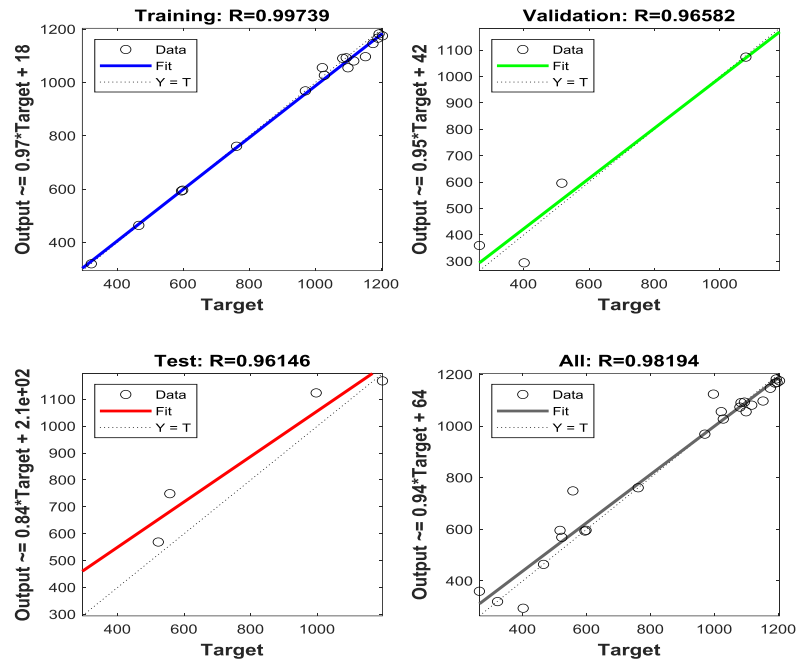 Training: R=0.99739
Output ~= 0.97*Target + 18
1200
1000
800
600
400
Data
Fit
Y = T
400
600
800
1000
1200
Target
Validation: R=0.96582
Output ~= 0.95*Target + 42
1100
1000
900
800
700
600
500
400
300
Data
Fit
Y = T
400
600
800
1000
Target
Test: R=0.96146
Output ~= 0.84*Target + 2.1e+02
1100
1000
900
800
700
600
500
400
300
Data
Fit
Y = T
400
600
800
1000
Target
All: R=0.98194
Output ~= 0.94*Target + 64
1200
1000
800
600
400
Data
Fit
Y = T
400
600
800
1000
1200
Target